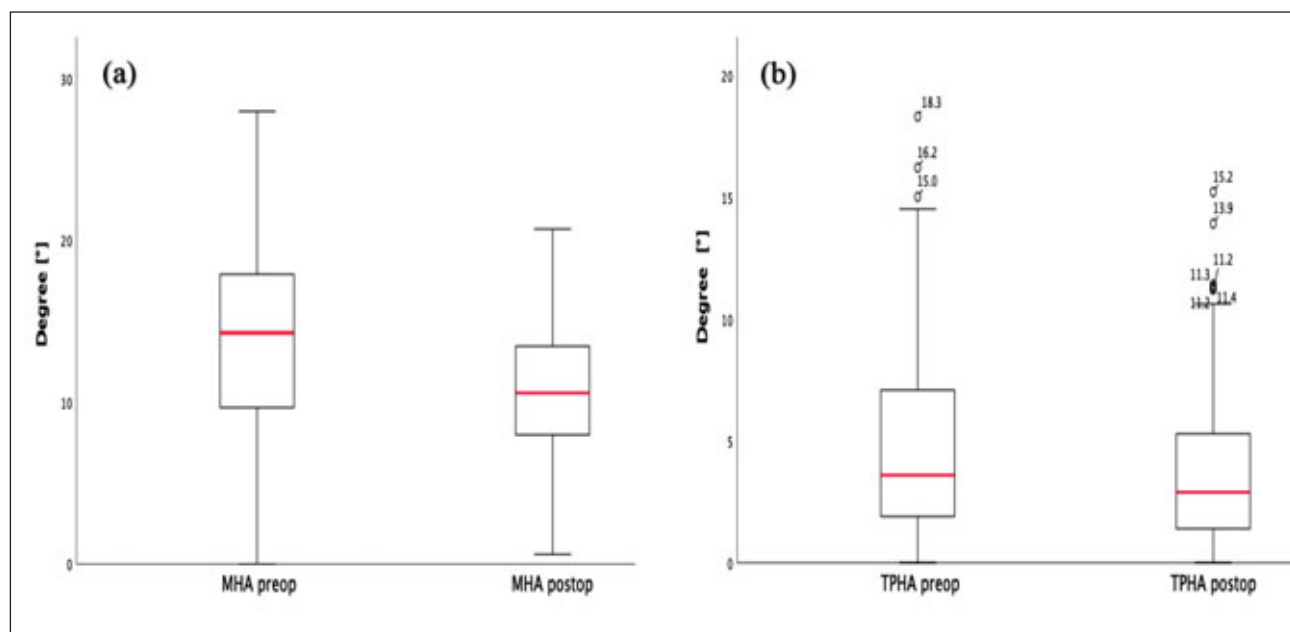 (a)
30
20
10
0
Degree [°]
MHA preop
MHA postop
(b)
20
15
10
5
0
Degree [°]
18.3
16.2
15.0
15.2
13.9
11.2
11.3
11.2
11.4
TPHA preop
TPHA postop